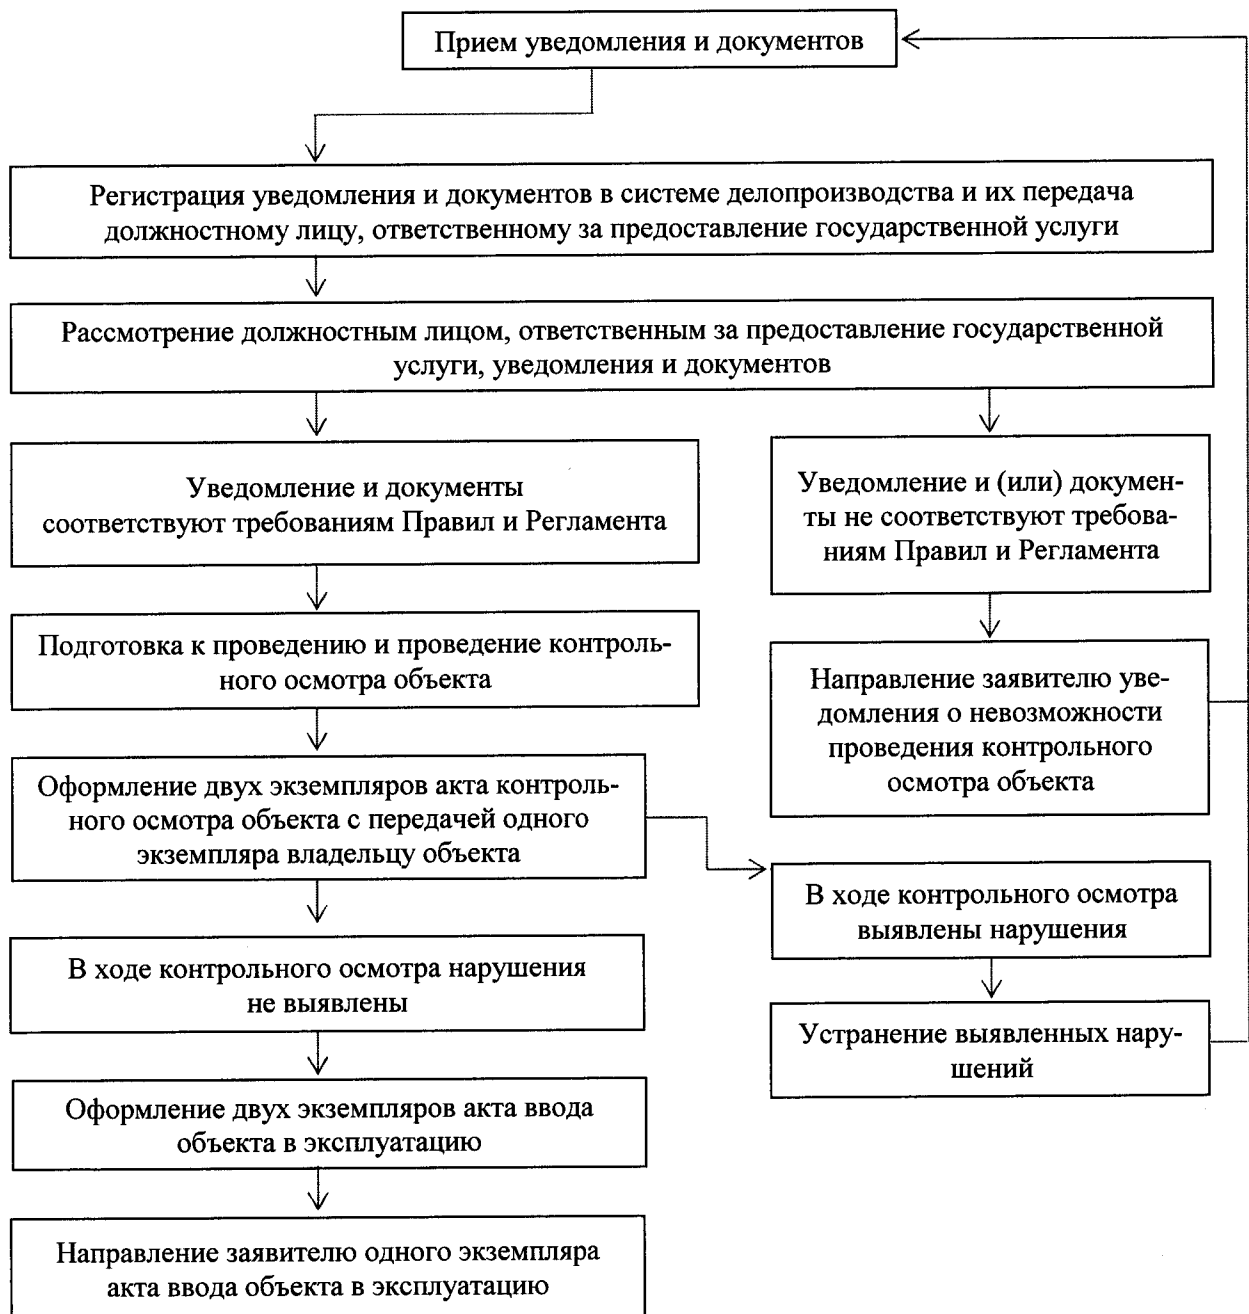 Прием уведомления и документов
Регистрация уведомления и документов в системе делопроизводства и их передача
должностному лицу, ответственному за предоставление государственной услуги
Рассмотрение должностным лицом, ответственным за предоставление государственной
услуги, уведомления и документов
Уведомление и документы
соответствуют требованиям Правил и Регламента
Уведомление и (или) докумен-
ты не соответствуют требова-
ниям Правил и Регламента
Подготовка к проведению и проведение контроль-
ного осмотра объекта
Направление заявителю уве-
домления о невозможности
проведения контрольного
осмотра объекта
Оформление двух экземпляров акта контроль-
ного осмотра объекта с передачей одного
экземпляра владельцу объекта
В ходе контрольного осмотра
выявлены нарушения
В ходе контрольного осмотра нарушения
не выявлены
Устранение выявленных нару-
шений
Оформление двух экземпляров акта ввода
объекта в эксплуатацию
Направление заявителю одного экземпляра
акта ввода объекта в эксплуатацию